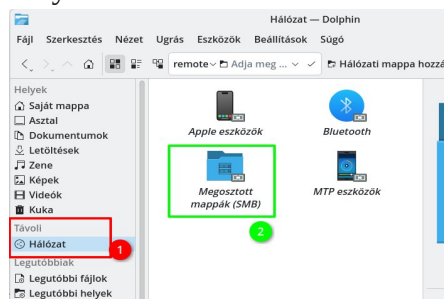 Hálózat — Dolphin
Fájl Szerkesztés Nézet Ugrás Eszközök Beállítások Súgó
remote Adja meg ... Hálózati mappa hozzá
Helyek
Saját mappa
Asztal
Dokumentumok
Letöltések
Zene
Képek
Videók
Kuka
Távoli
Hálózat
1
Legutóbbiak
Legutóbbi fájlok
Legutóbbi helyek
Apple eszközök
Bluetooth
Megosztott
mappák (SMB)
MTP eszközök
2